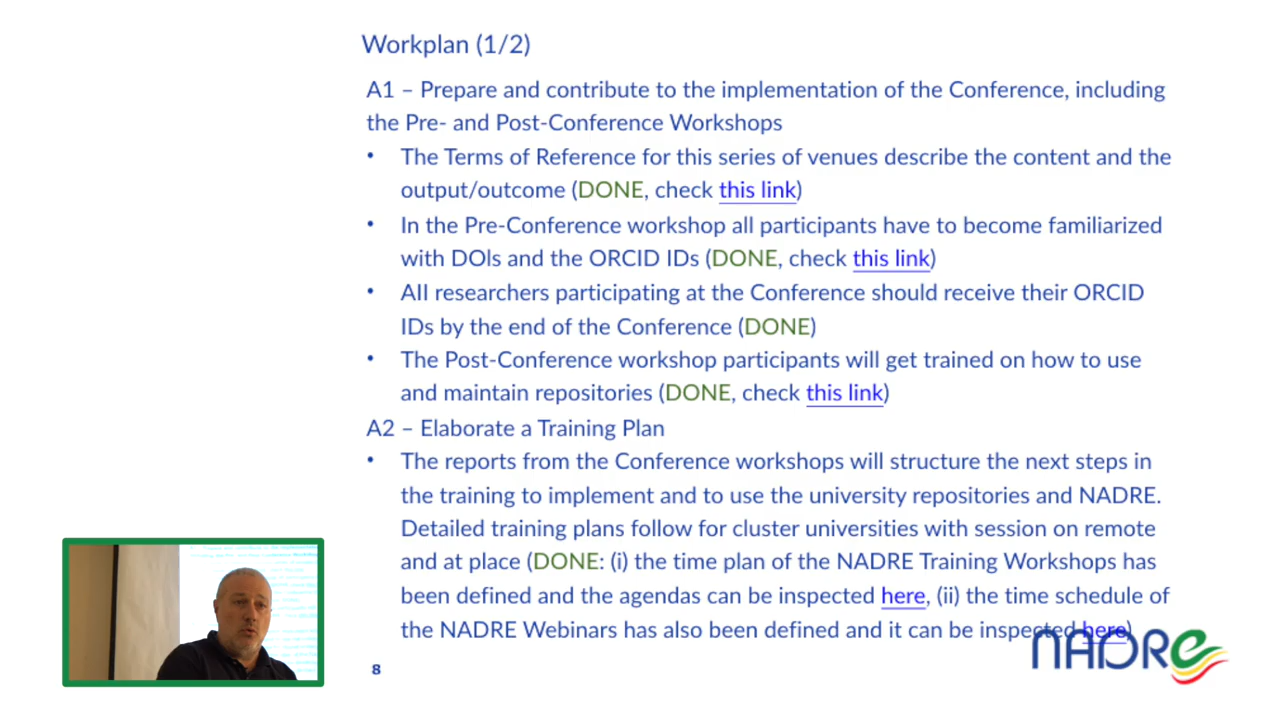 Workplan (1/2)
A1 – Prepare and contribute to the implementation of the Conference, including
the Pre- and Post-Conference Workshops
• The Terms of Reference for this series of venues describe the content and the
output/outcome (DONE, check this link)
• In the Pre-Conference workshop all participants have to become familiarized
with DOIs and the ORCID IDs (DONE, check this link)
• All researchers participating at the Conference should receive their ORCID
IDs by the end of the Conference (DONE)
• The Post-Conference workshop participants will get trained on how to use
and maintain repositories (DONE, check this link)
A2 – Elaborate a Training Plan
• The reports from the Conference workshops will structure the next steps in
the training to implement and to use the university repositories and NADRE.
Detailed training plans follow for cluster universities with session on remote
and at place (DONE: (i) the time plan of the NADRE Training Workshops has
been defined and the agendas can be inspected here, (ii) the time schedule of
the NADRE Webinars has also been defined and it can be inspected here)
NADRe
8